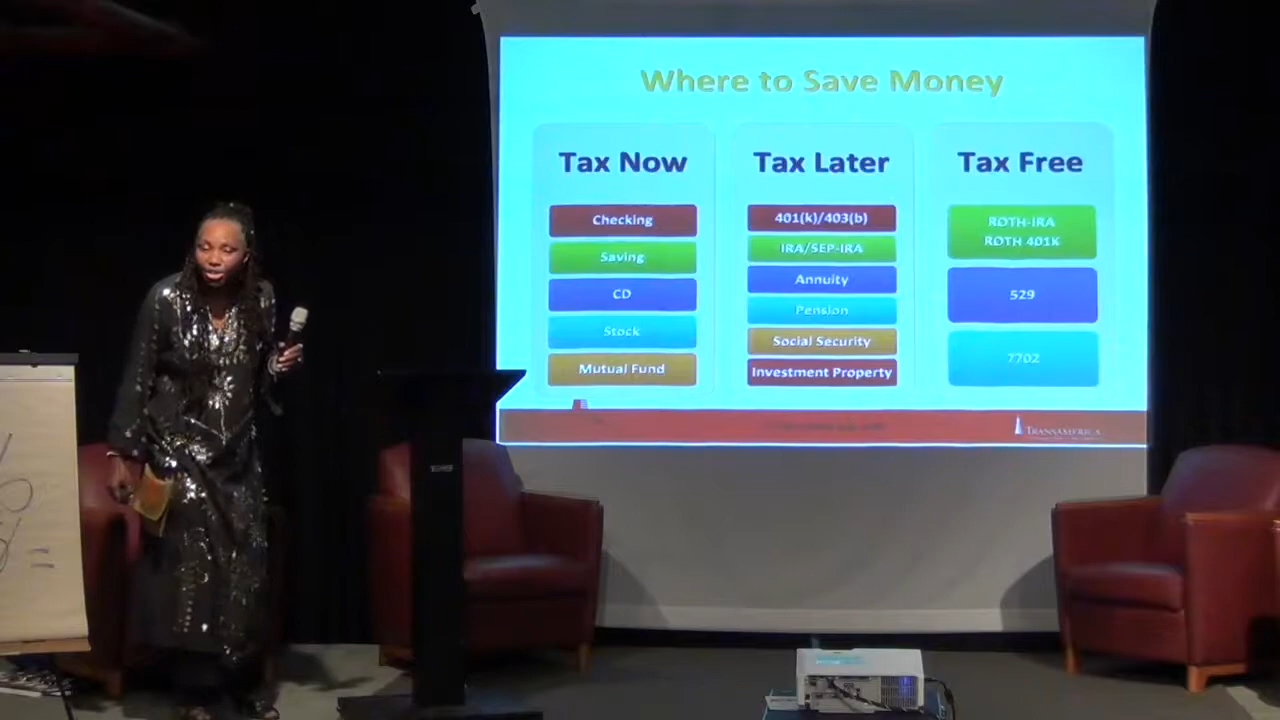 Where to Save Money
Tax Now
Checking
Saving
CD
Stock
Mutual Fund
Tax Later
401(k)/403(b)
IRA/SEP-IRA
Annuity
Pension
Social Security
Investment Property
Tax Free
ROTH-IRA
ROTH 401K
529
7702
TRANSAMERICA